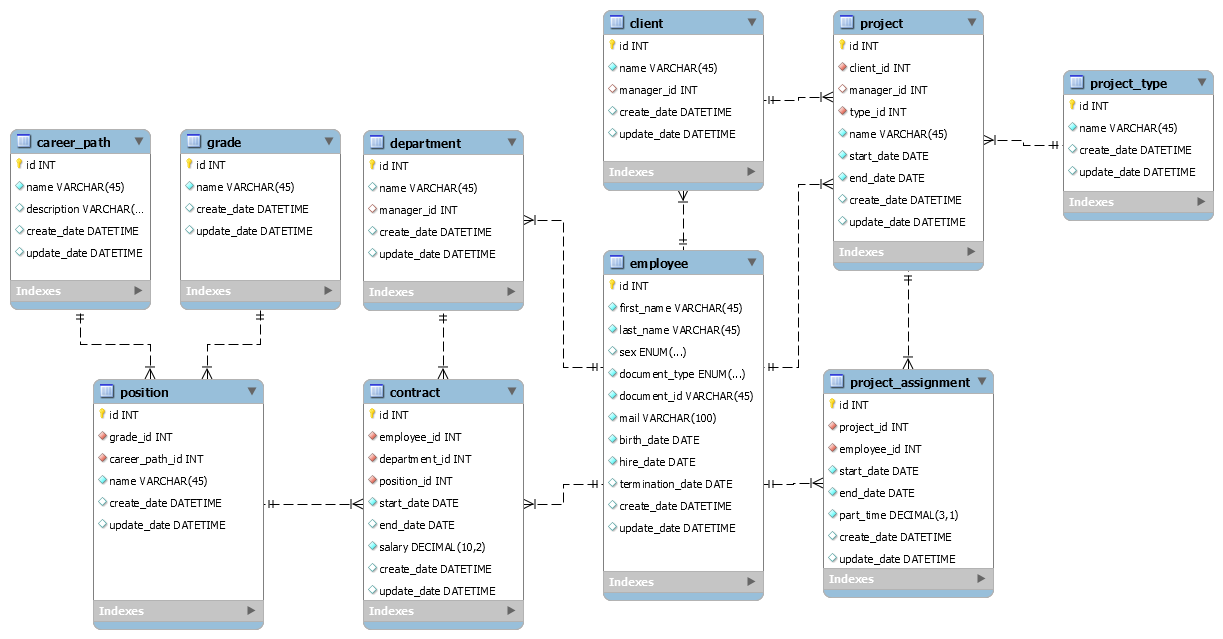 client
id INT
name VARCHAR(45)
manager_id INT
create_date DATETIME
update_date DATETIME
Indexes
project
id INT
client_id INT
manager_id INT
type_id INT
name VARCHAR(45)
start_date DATE
end_date DATE
create_date DATETIME
update_date DATETIME
Indexes
project_type
id INT
name VARCHAR(45)
create_date DATETIME
update_date DATETIME
Indexes
career_path
id INT
name VARCHAR(45)
description VARCHAR(...
create_date DATETIME
update_date DATETIME
Indexes
grade
id INT
name VARCHAR(45)
create_date DATETIME
update_date DATETIME
Indexes
department
id INT
name VARCHAR(45)
manager_id INT
create_date DATETIME
update_date DATETIME
Indexes
employee
id INT
first_name VARCHAR(45)
last_name VARCHAR(45)
sex ENUM(...)
document_type ENUM(...)
document_id VARCHAR(45)
mail VARCHAR(100)
birth_date DATE
hire_date DATE
termination_date DATE
create_date DATETIME
update_date DATETIME
Indexes
position
id INT
grade_id INT
career_path_id INT
name VARCHAR(45)
create_date DATETIME
update_date DATETIME
Indexes
contract
id INT
employee_id INT
department_id INT
position_id INT
start_date DATE
end_date DATE
salary DECIMAL(10,2)
create_date DATETIME
update_date DATETIME
Indexes
project_assignment
id INT
project_id INT
employee_id INT
start_date DATE
end_date DATE
part_time DECIMAL(3,1)
create_date DATETIME
update_date DATETIME
Indexes